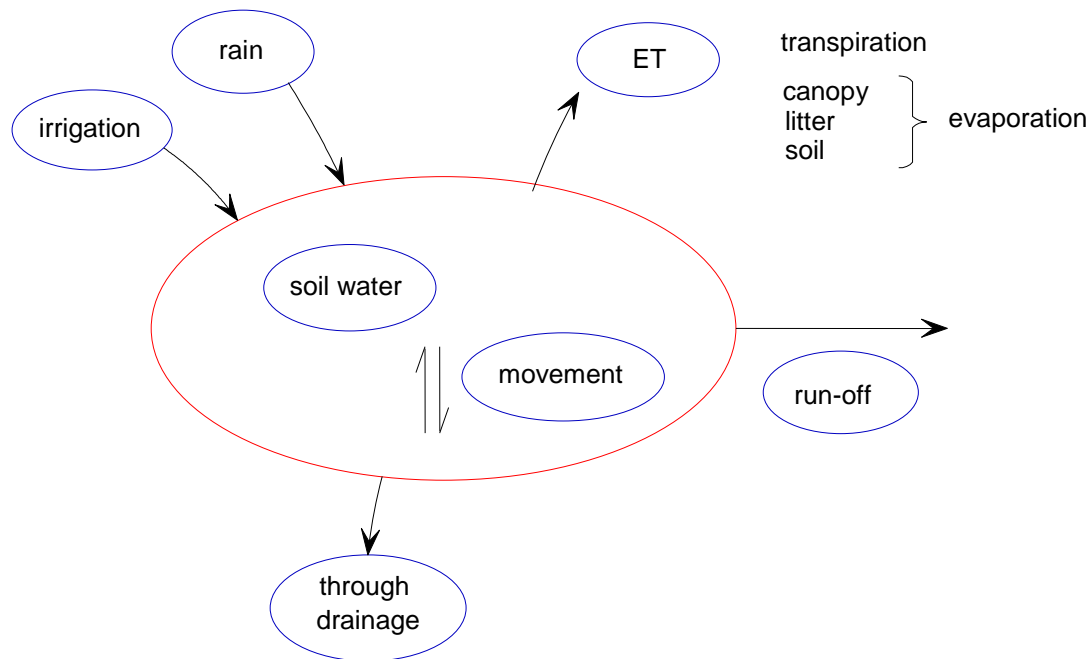 rain
ET
transpiration
irrigation
canopy
litter
soil
evaporation
soil water
movement
run-off
through
drainage